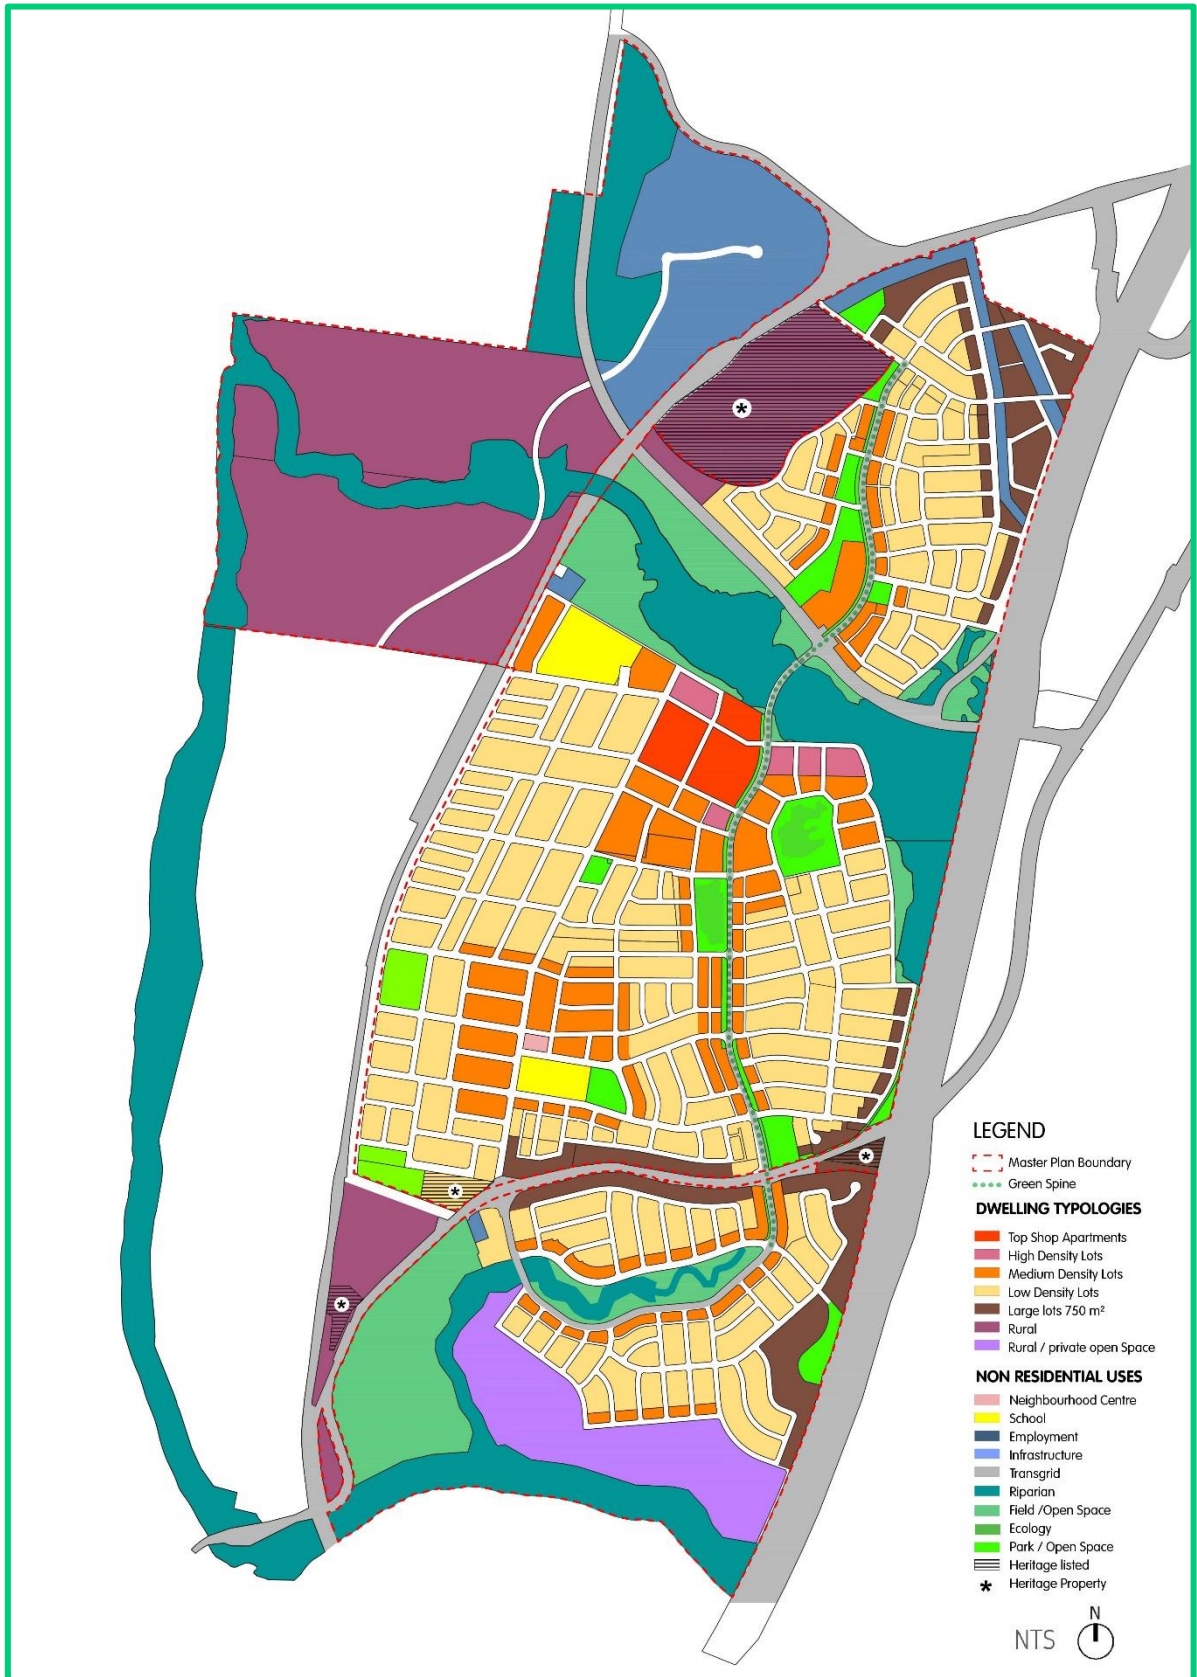 LEGEND
Master Plan Boundary
Green Spine
DWELLING TYPOLOGIES
Top Shop Apartments
High Density Lots
Medium Density Lots
Low Density Lots
Large lots 750 m²
Rural
Rural / private open Space
NON RESIDENTIAL USES
Neighbourhood Centre
School
Employment
Infrastructure
Transgrid
Riparian
Field /Open Space
Ecology
Park / Open Space
Heritage listed
* Heritage Property
N
NTS